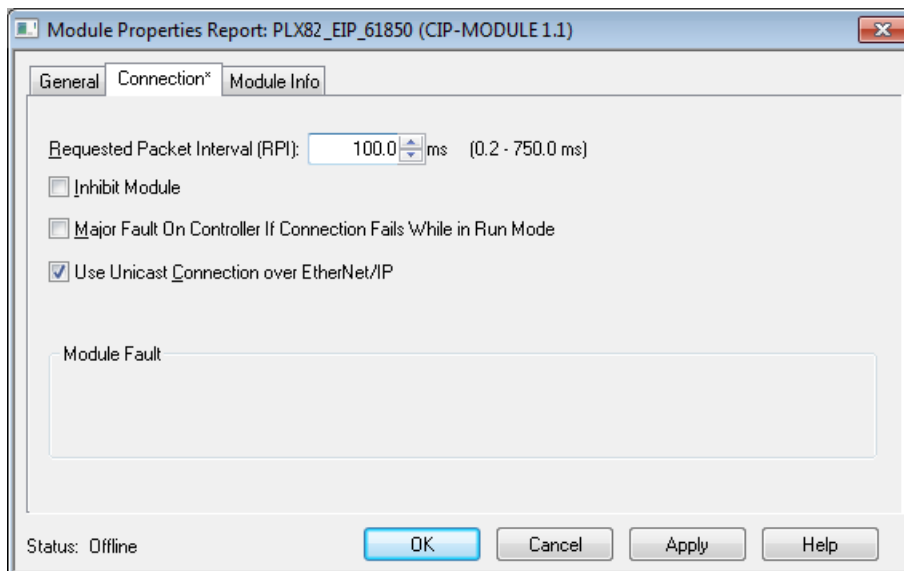 Module Properties Report: PLX82_EIP_61850 (CIP-MODULE 1.1)
General Connection* Module Info
Requested Packet Interval (RPI): 100.0 ms (0.2 - 750.0 ms)
Inhibit Module
Major Fault On Controller If Connection Fails While in Run Mode
Use Unicast Connection over EtherNet/IP
Module Fault
Status: Offline OK Cancel Apply Help